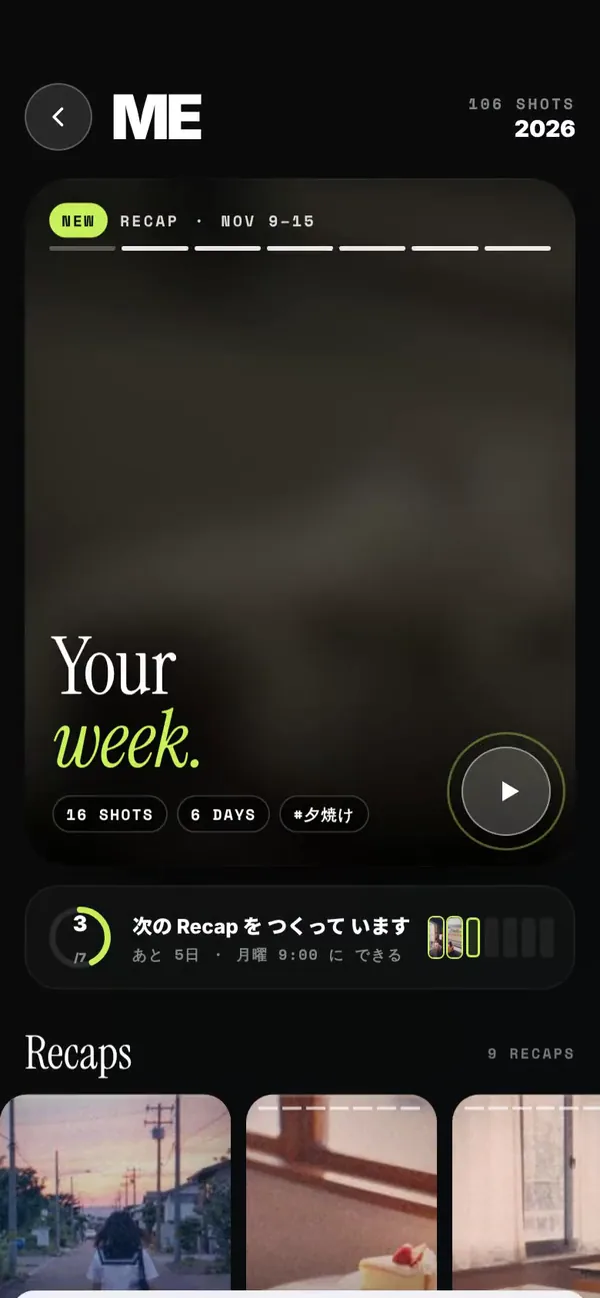 ME
106 SHOTS
2026
NEW RECAP · NOV 9–15
Your
week.
16 SHOTS 6 DAYS #夕焼け
3
/7
次の Recap を つくって います
あと 5日 · 月曜 9:00 に できる
Recaps
9 RECAPS